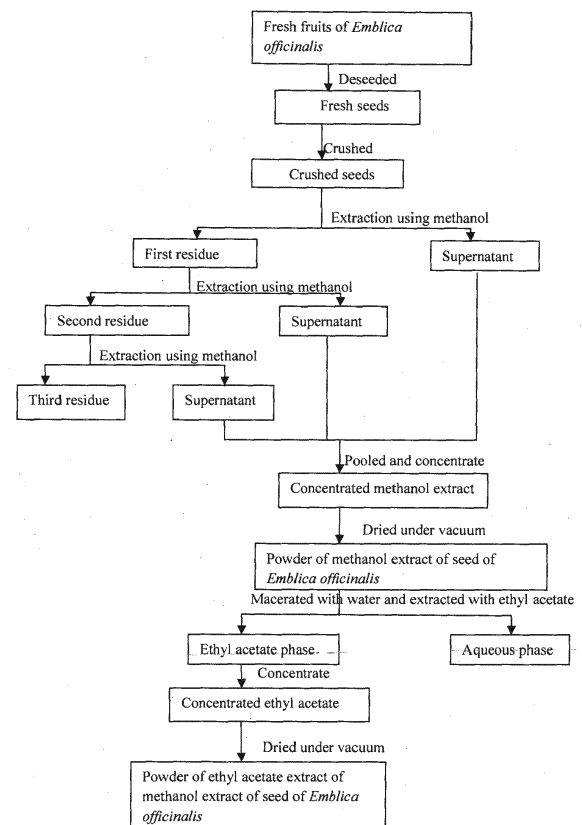 Fresh fruits of Emblica
officinalis
Deseeded
Fresh seeds
Crushed
Crushed seeds
Extraction using methanol
First residue
Supernatant
Extraction using methanol
Second residue
Supernatant
Extraction using methanol
Third residue
Supernatant
Pooled and concentrate
Concentrated methanol extract
Dried under vacuum
Powder of methanol extract of seed of
Emblica officinalis
Macerated with water and extracted with ethyl acetate
Ethyl acetate phase
Aqueous phase
Concentrate
Concentrated ethyl acetate
Dried under vacuum
Powder of ethyl acetate extract of
methanol extract of seed of Emblica
officinalis